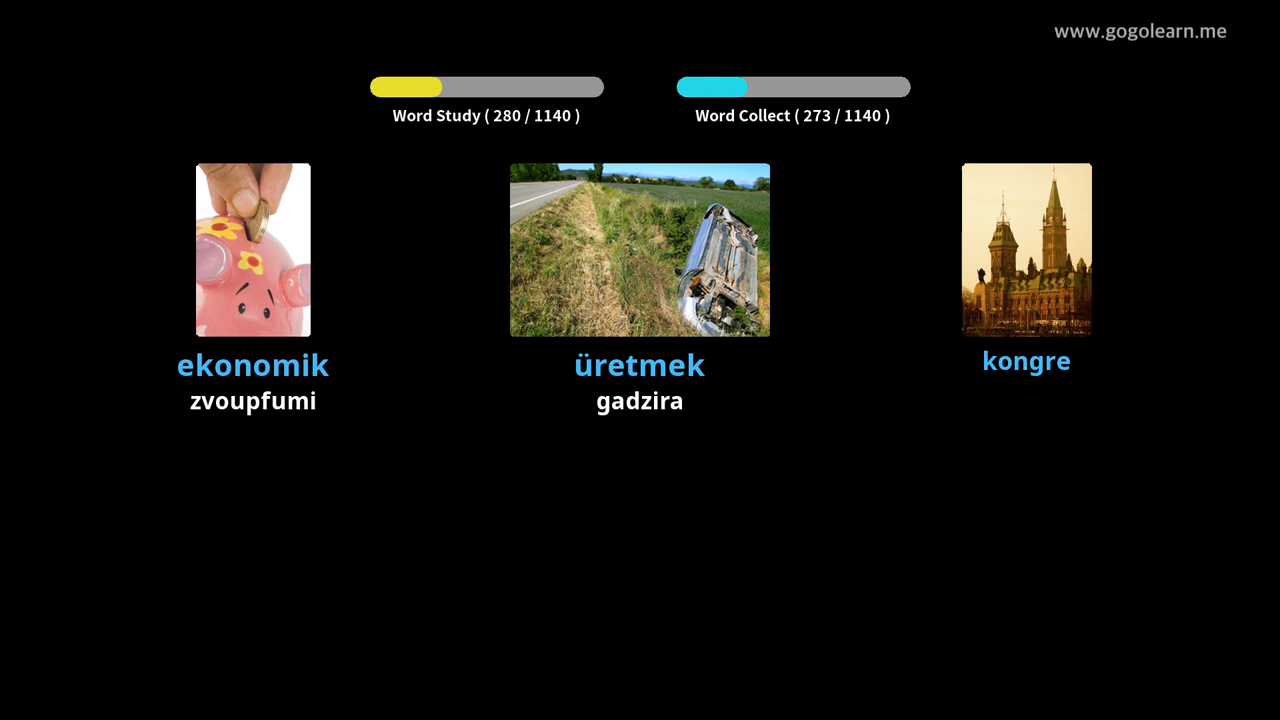 www.gogolearn.me
Word Study ( 280 / 1140 )
Word Collect ( 273 / 1140 )
ekonomik
zvoupfumi
üretmek
gadzira
kongre